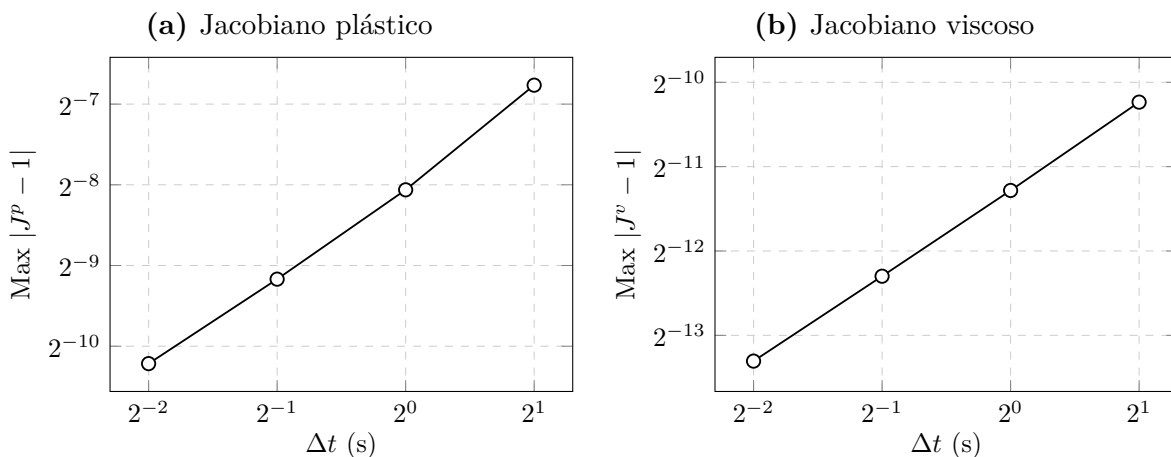 (a) Jacobiano plástico
2^{-7}
2^{-8}
2^{-9}
2^{-10}
Max |J^p − 1|
2^{-2} 2^{-1} 2^0 2^1
Δt (s)
(b) Jacobiano viscoso
2^{-10}
2^{-11}
2^{-12}
2^{-13}
Max |J^v − 1|
2^{-2} 2^{-1} 2^0 2^1
Δt (s)